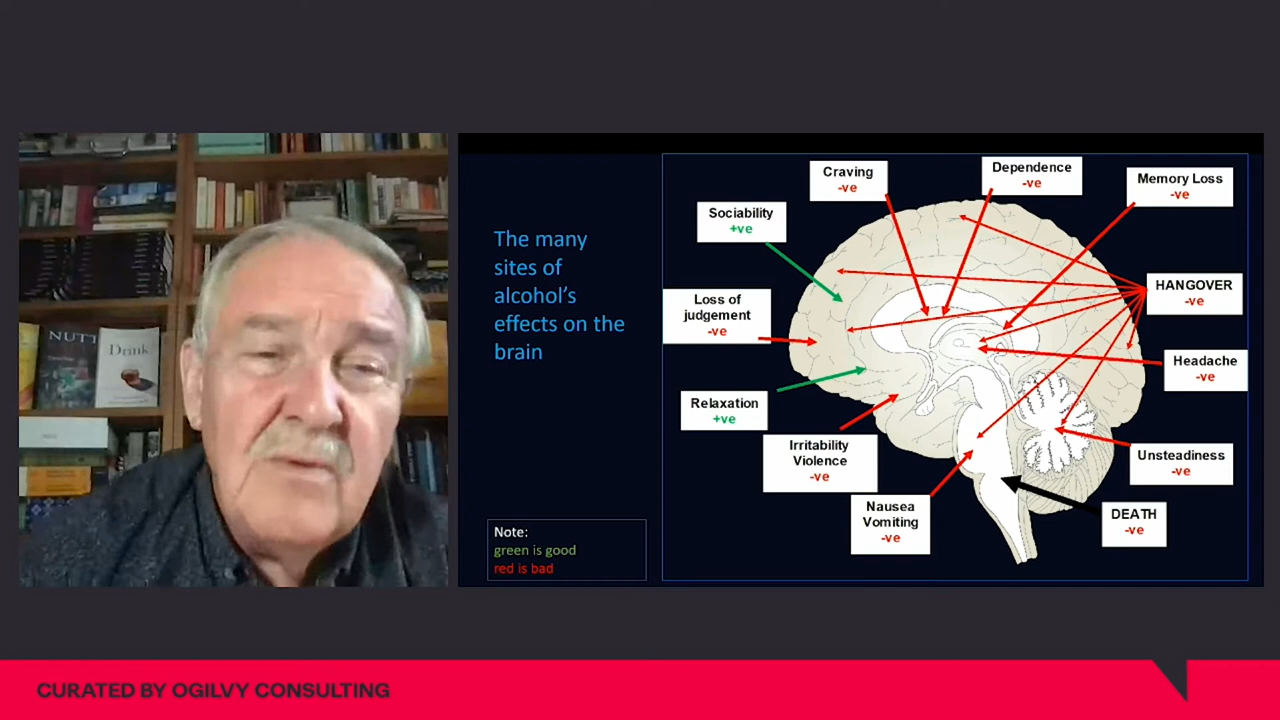 NUTT
Drink
The many
sites of
alcohol's
effects on the
brain
Note:
green is good
red is bad
Craving
-ve
Dependence
-ve
Memory Loss
-ve
Sociability
+ve
HANGOVER
-ve
Loss of
judgement
-ve
Headache
-ve
Relaxation
+ve
Irritability
Violence
-ve
Unsteadiness
-ve
Nausea
Vomiting
-ve
DEATH
-ve
CURATED BY OGILVY CONSULTING